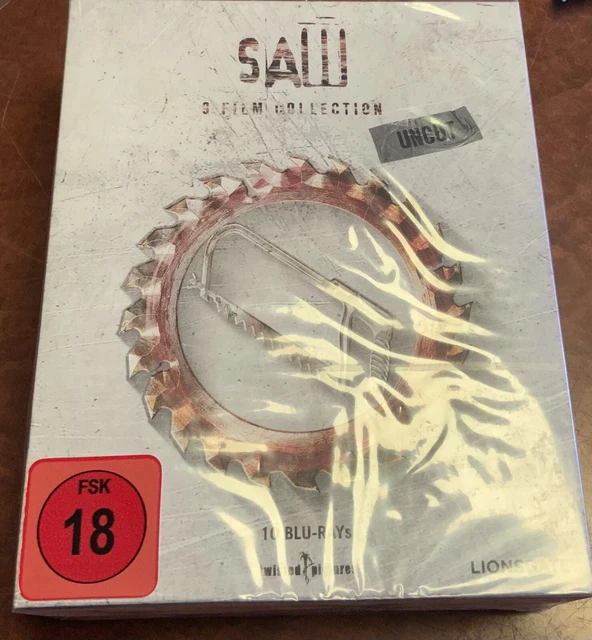 SAW
9 FILM COLLECTION
UNCUT
FSK
18
10 BLU-RAYs
twisted pictures
LIONSGATE